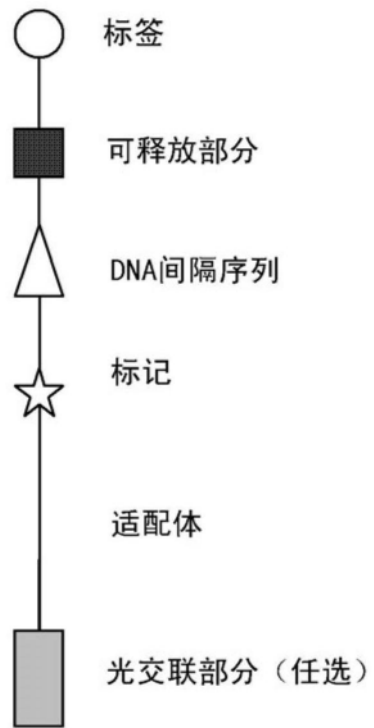 标签
可释放部分
DNA间隔序列
标记
适配体
光交联部分（任选）